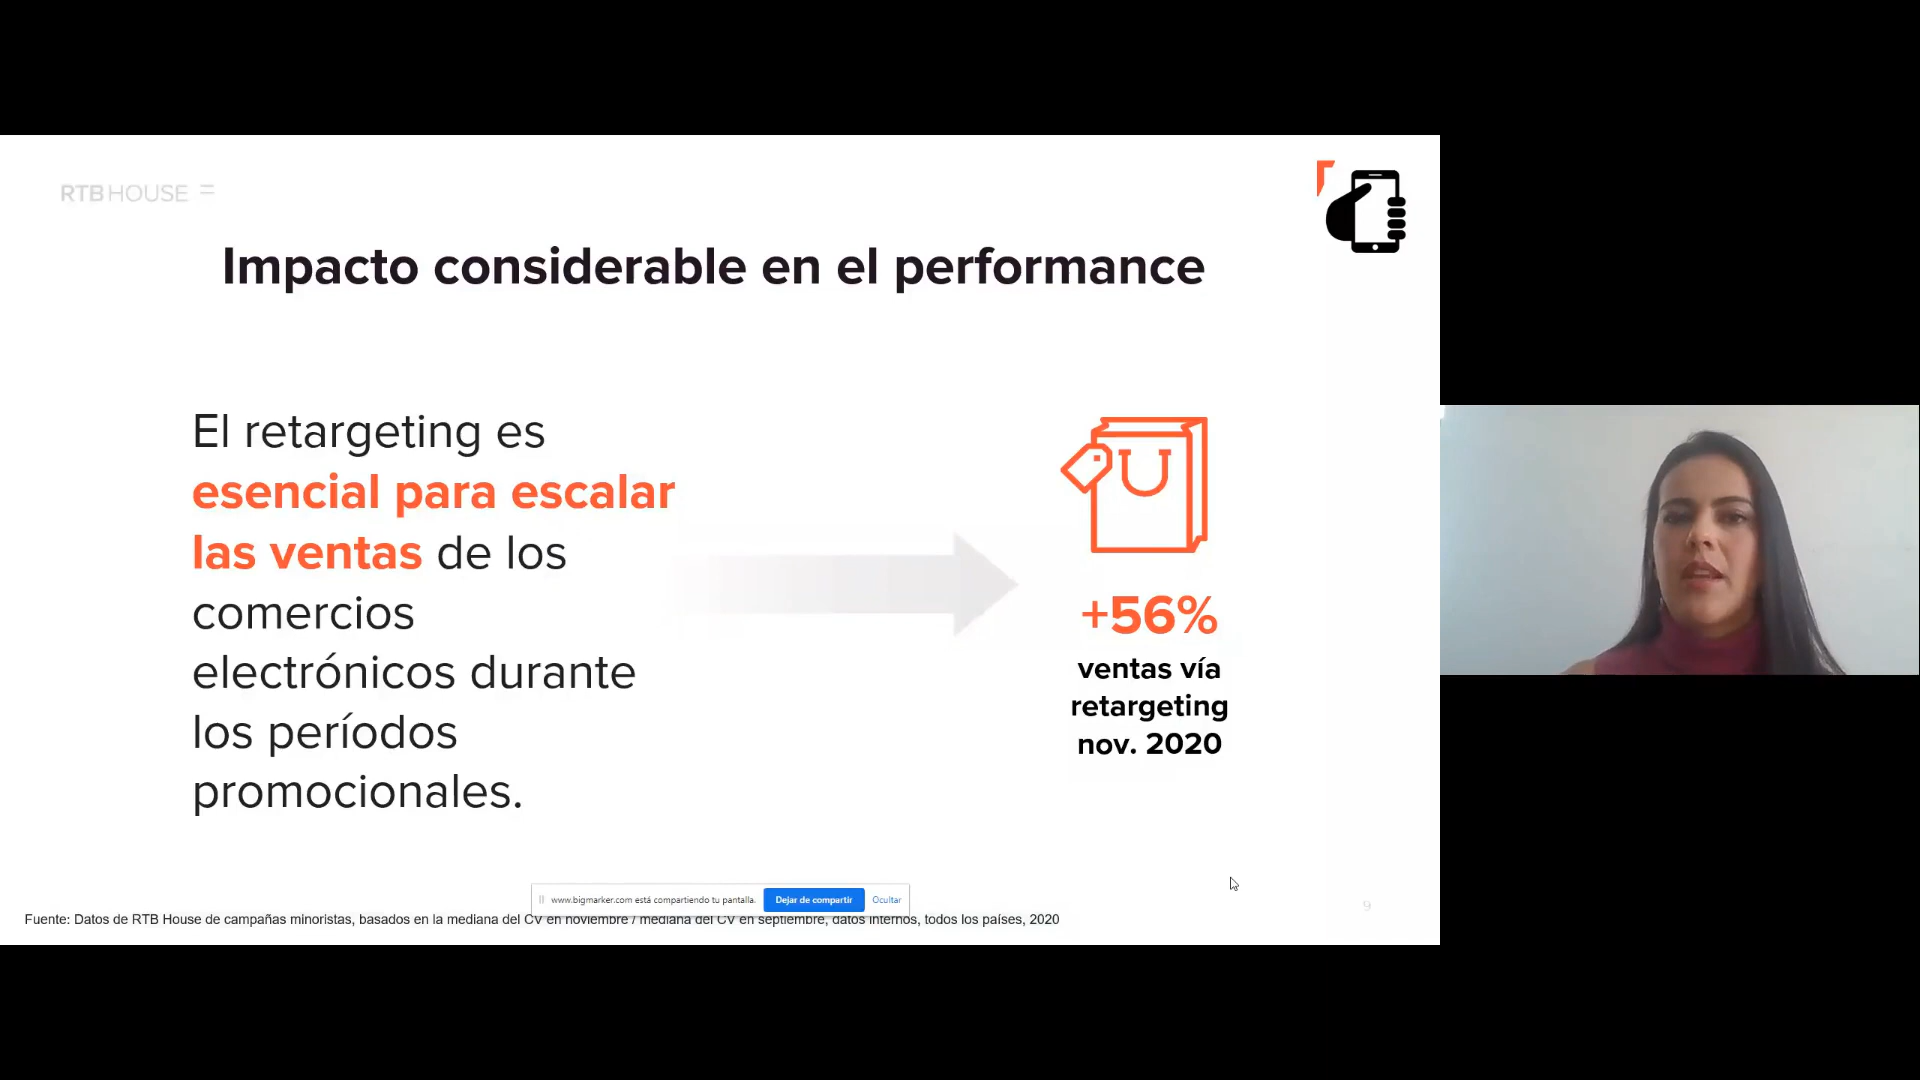 RTB HOUSE
Impacto considerable en el performance
El retargeting es
esencial para escalar
las ventas de los
comercios
electrónicos durante
los períodos
promocionales.
+56%
ventas vía
retargeting
nov. 2020
www.bigmarker.com está compartiendo tu pantalla.
Dejar de compartir
Ocultar
Fuente: Datos de RTB House de campañas minoristas, basados en la mediana del CV en noviembre / mediana del CV en septiembre, datos internos, todos los países, 2020
9